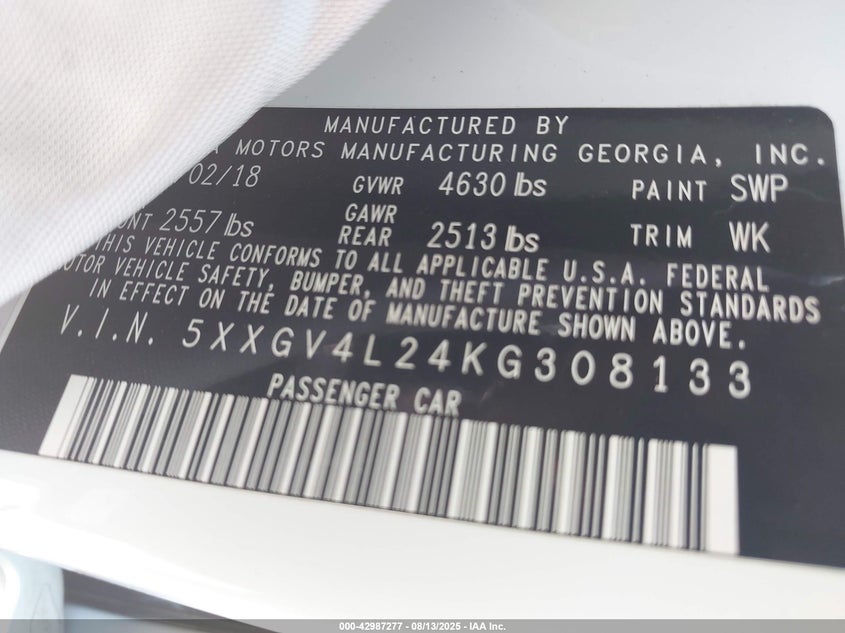 MANUFACTURED BY
MOTORS MANUFACTURING GEORGIA, INC.
02/18 GVWR 4630 lbs PAINT SWP
2557 lbs GAWR REAR 2513 lbs TRIM WK
THIS VEHICLE CONFORMS TO ALL APPLICABLE U.S.A. FEDERAL
MOTOR VEHICLE SAFETY, BUMPER, AND THEFT PREVENTION STANDARDS
IN EFFECT ON THE DATE OF MANUFACTURE SHOWN ABOVE.
V.I.N. 5XXGV4L24KG308133
PASSENGER CAR
000-42987277 - 08/13/2025 - IAA Inc.